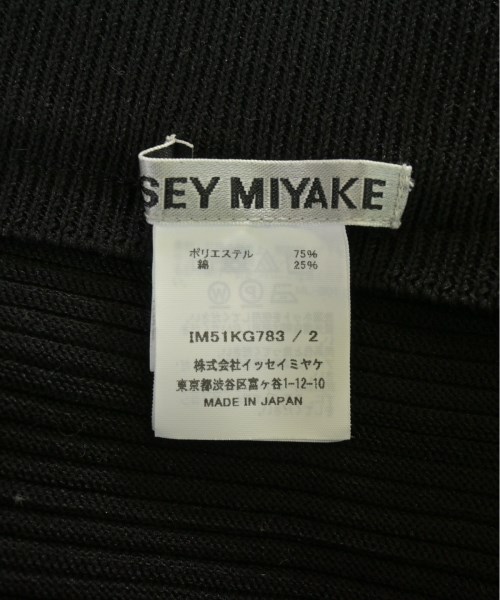 SEY MIYAKE
ポリエステル 75%
綿 25%
IM51KG783 / 2
株式会社イッセイミヤケ
東京都渋谷区富ヶ谷1-12-10
MADE IN JAPAN